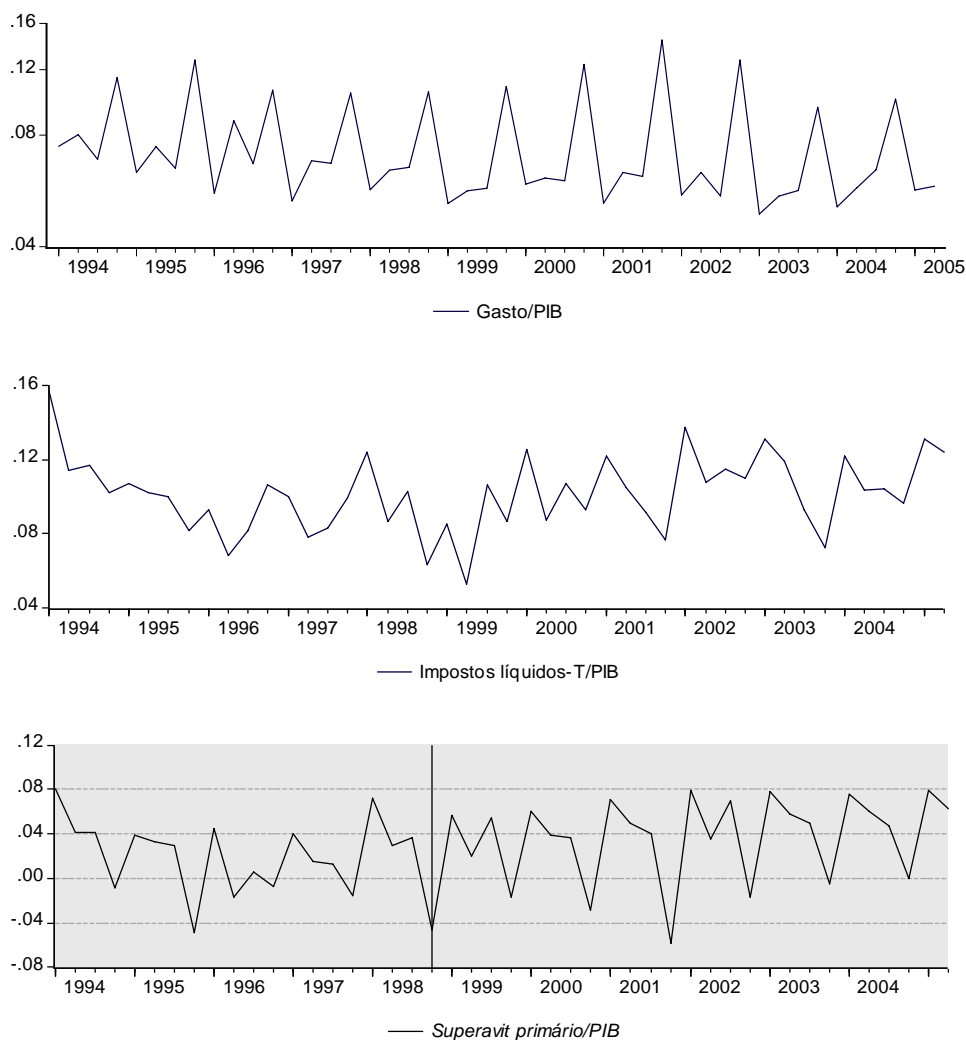 .16
.12
.08
.04
1994 1995 1996 1997 1998 1999 2000 2001 2002 2003 2004 2005
Gasto/PIB
.16
.12
.08
.04
1994 1995 1996 1997 1998 1999 2000 2001 2002 2003 2004
Impostos líquidos-T/PIB
.12
.08
.04
.00
-.04
-.08
1994 1995 1996 1997 1998 1999 2000 2001 2002 2003 2004
Superavit primário/PIB